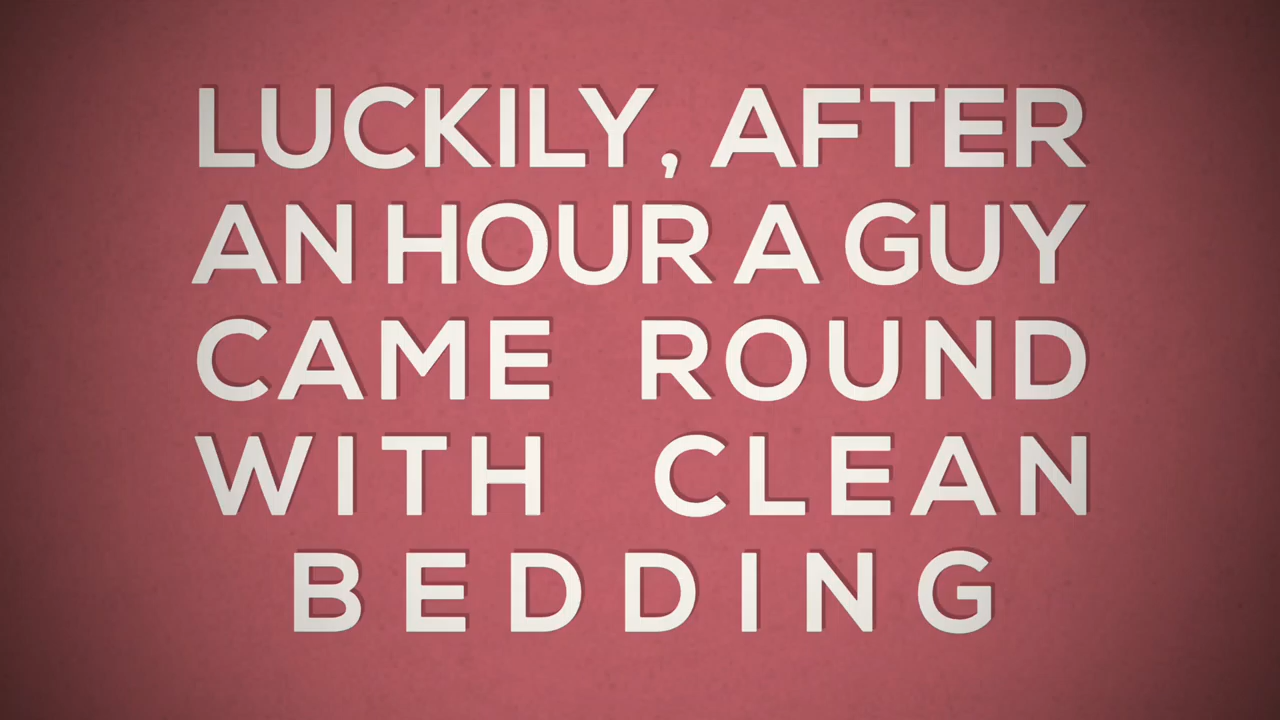 LUCKILY, AFTER
AN HOUR A GUY
CAME ROUND
WITH CLEAN
BEDDING